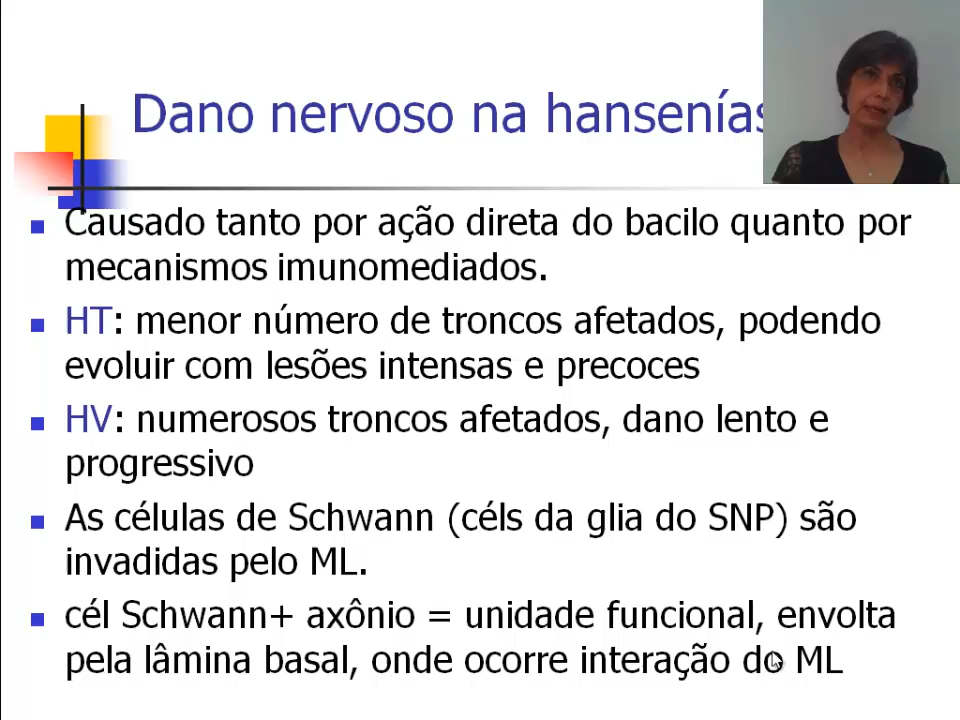 Dano nervoso na hansenías
Causado tanto por ação direta do bacilo quanto por
mecanismos imunomediados.
HT: menor número de troncos afetados, podendo
evoluir com lesões intensas e precoces
HV: numerosos troncos afetados, dano lento e
progressivo
As células de Schwann (céls da glia do SNP) são
invadidas pelo ML.
cél Schwann+ axônio = unidade funcional, envolta
pela lâmina basal, onde ocorre interação do ML